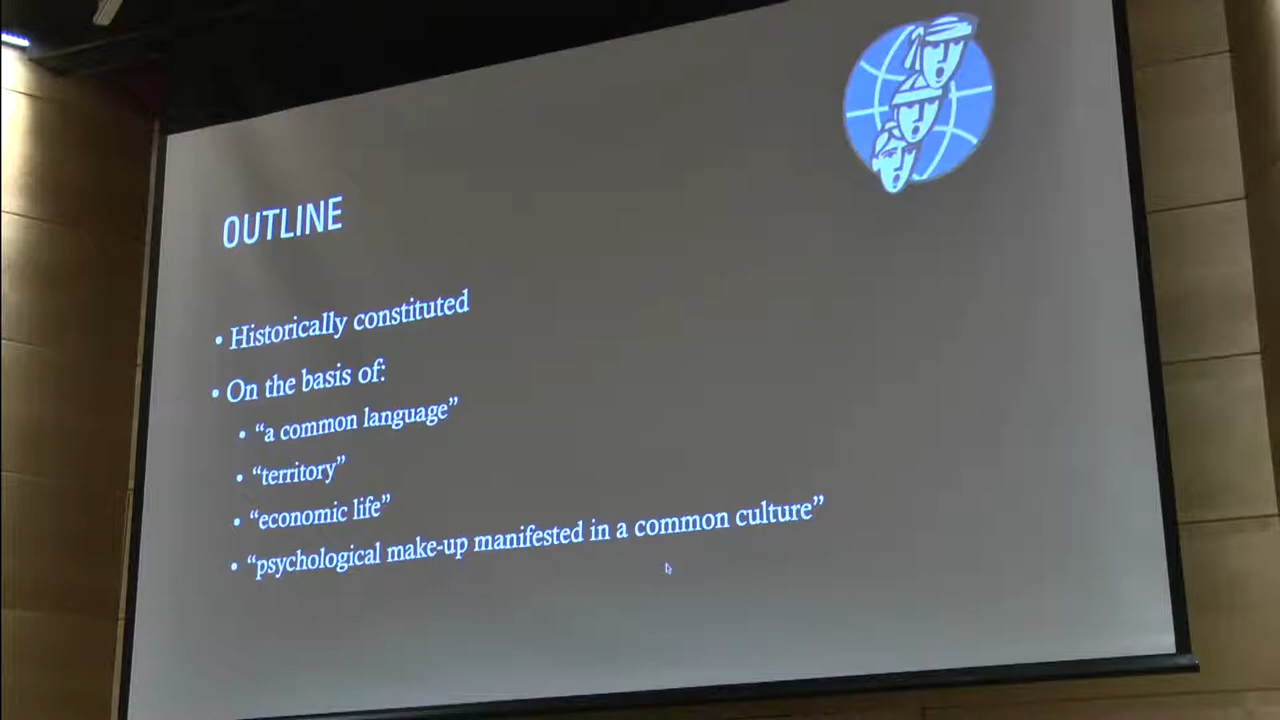 OUTLINE
• Historically constituted
• On the basis of:
• “a common language”
• “territory”
• “economic life”
• “psychological make-up manifested in a common culture”